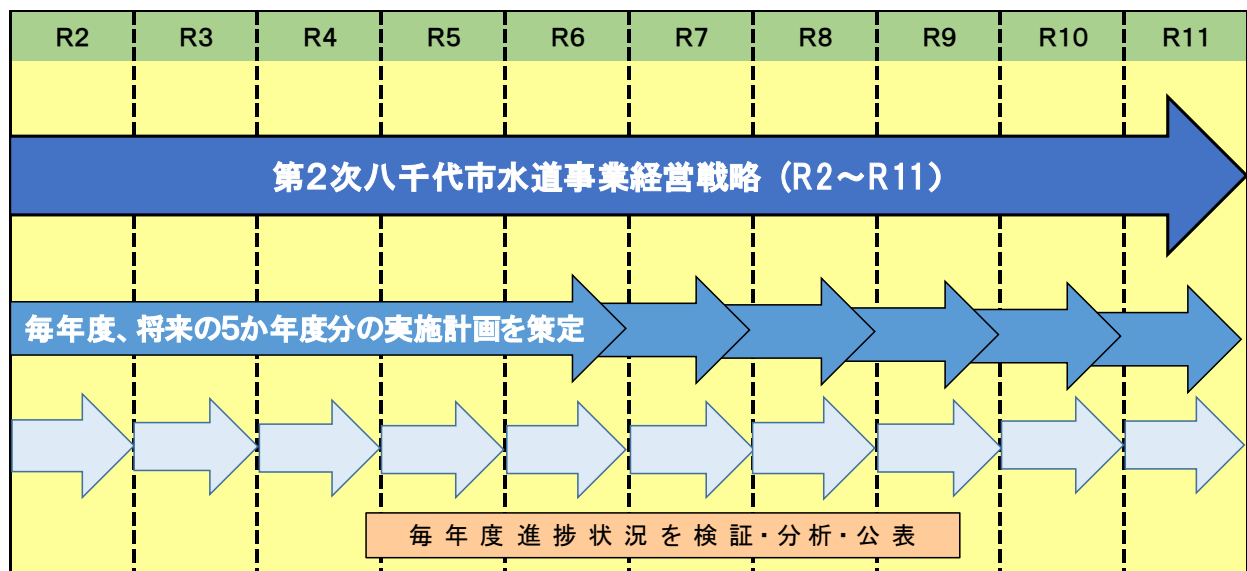 R2 R3 R4 R5 R6 R7 R8 R9 R10 R11
第2次八千代市水道事業経営戦略（R2～R11）
毎年度、将来の5か年度分の実施計画を策定
毎年度進捗状況を検証・分析・公表